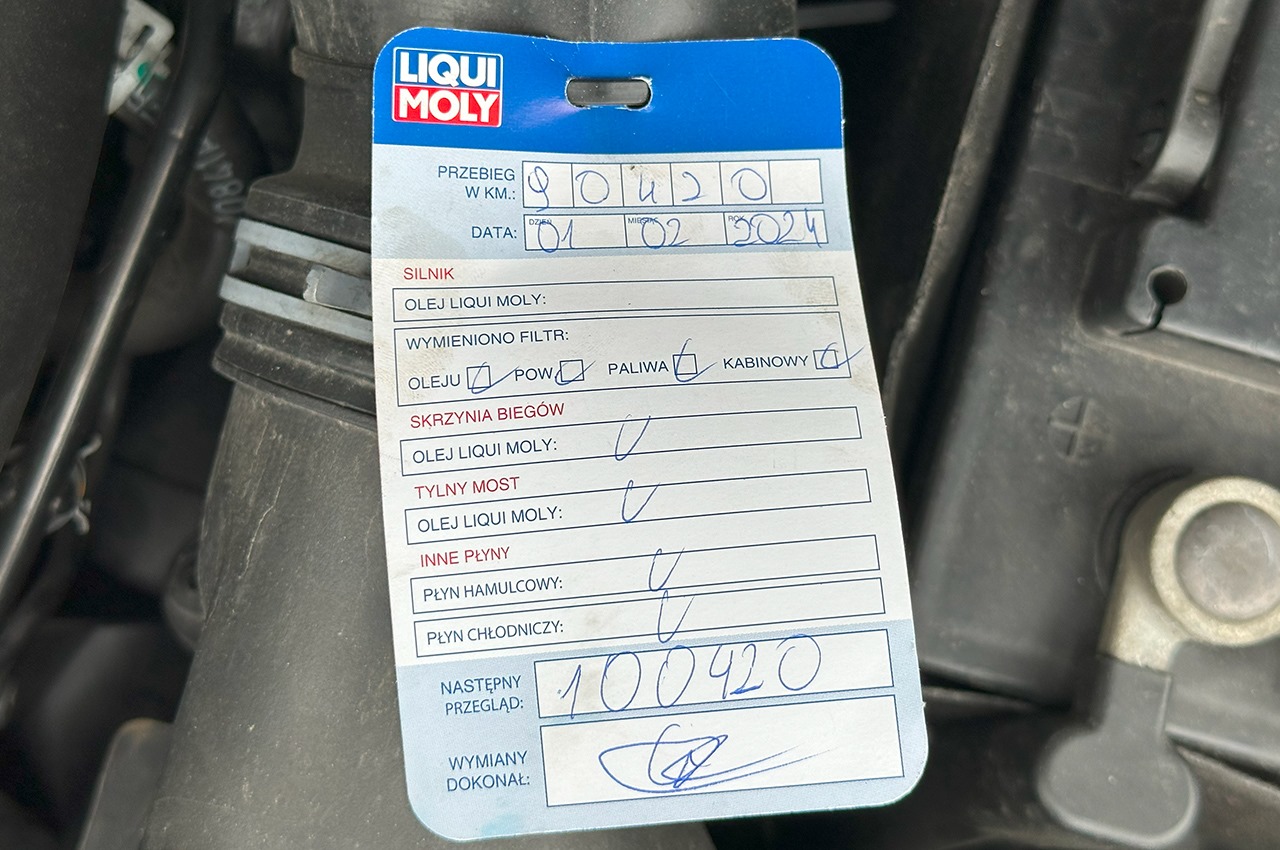 LIQUI
MOLY
PRZEBIEG
W KM.: 90420
DATA: DZIEŃ 01 MIESIĄC 02 ROK 2024
SILNIK
OLEJ LIQUI MOLY:
WYMIENIONO FILTR:
OLEJU POW. PALIWA KABINOWY
SKRZYNIA BIEGÓW
OLEJ LIQUI MOLY:
TYLNY MOST
OLEJ LIQUI MOLY:
INNE PŁYNY
PŁYN HAMULCOWY:
PŁYN CHŁODNICZY:
NASTĘPNY
PRZEGLĄD: 100420
WYMIANY
DOKONAŁ: